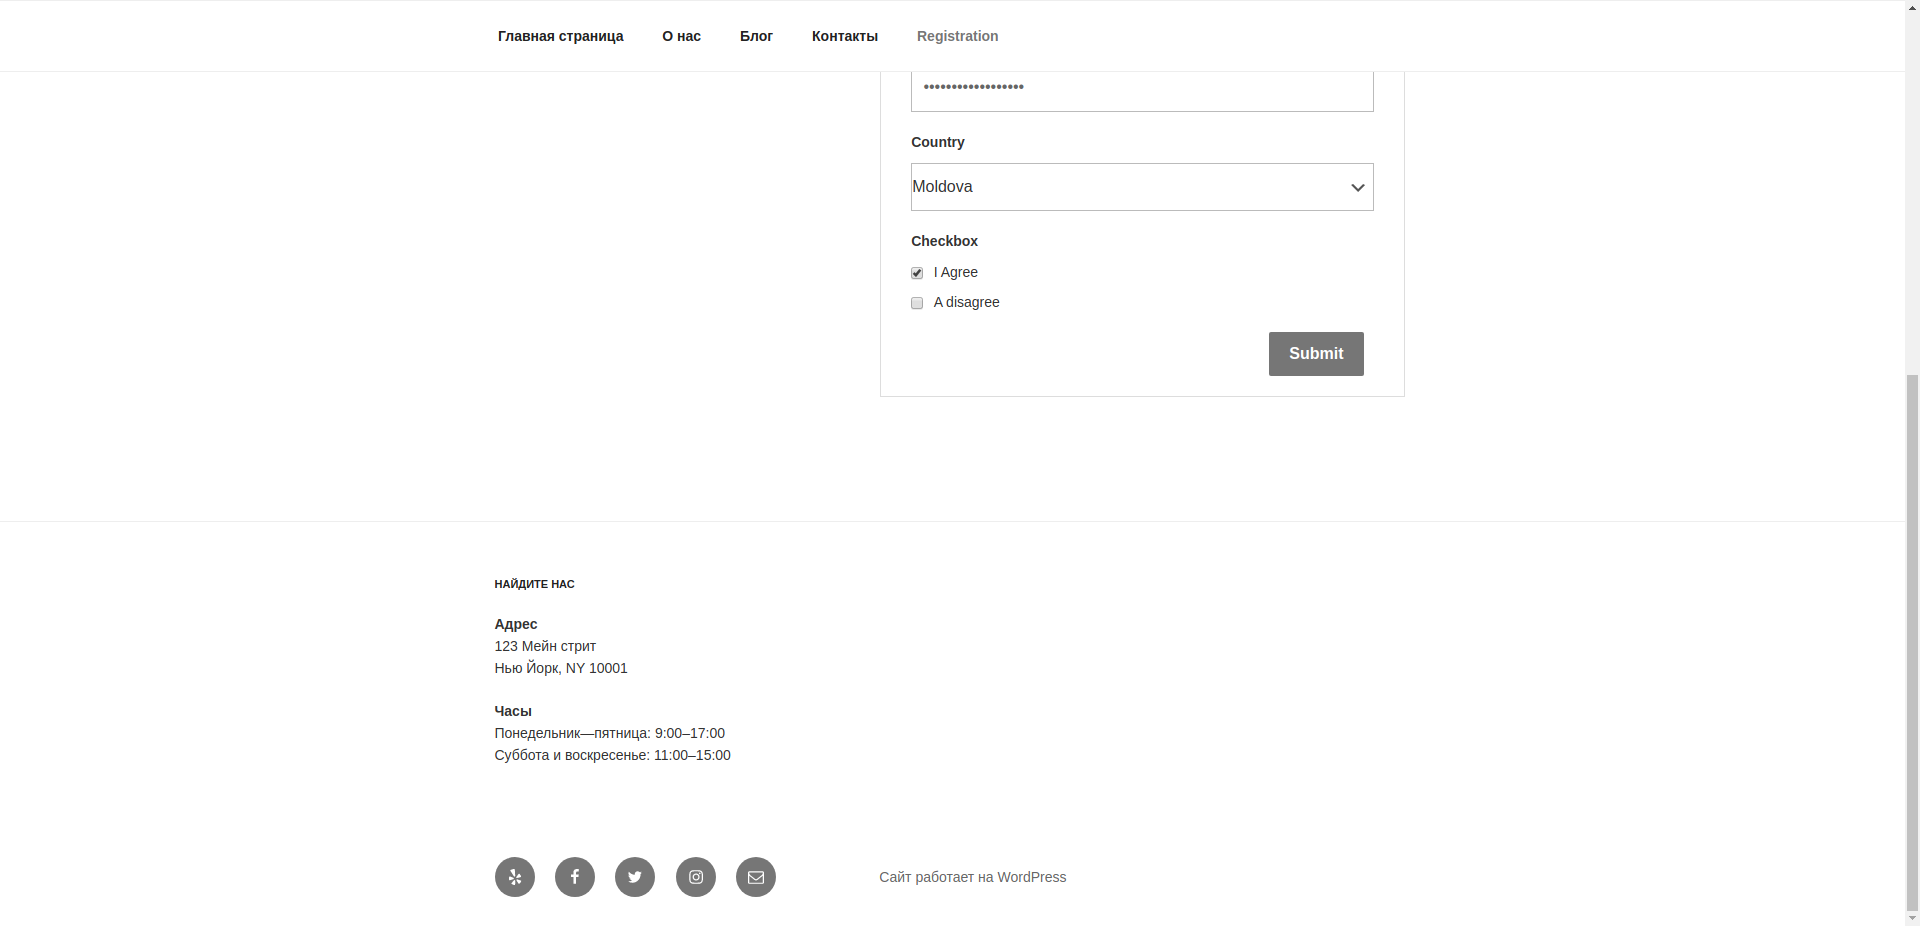 Главная страница
О нас
Блог
Контакты
Registration
••••••••••••••••••
Country
Moldova
Checkbox
I Agree
A disagree
Submit
НАЙДИТЕ НАС
Адрес
123 Мейн стрит
Нью Йорк, NY 10001
Часы
Понедельник—пятница: 9:00–17:00
Суббота и воскресенье: 11:00–15:00
Сайт работает на WordPress